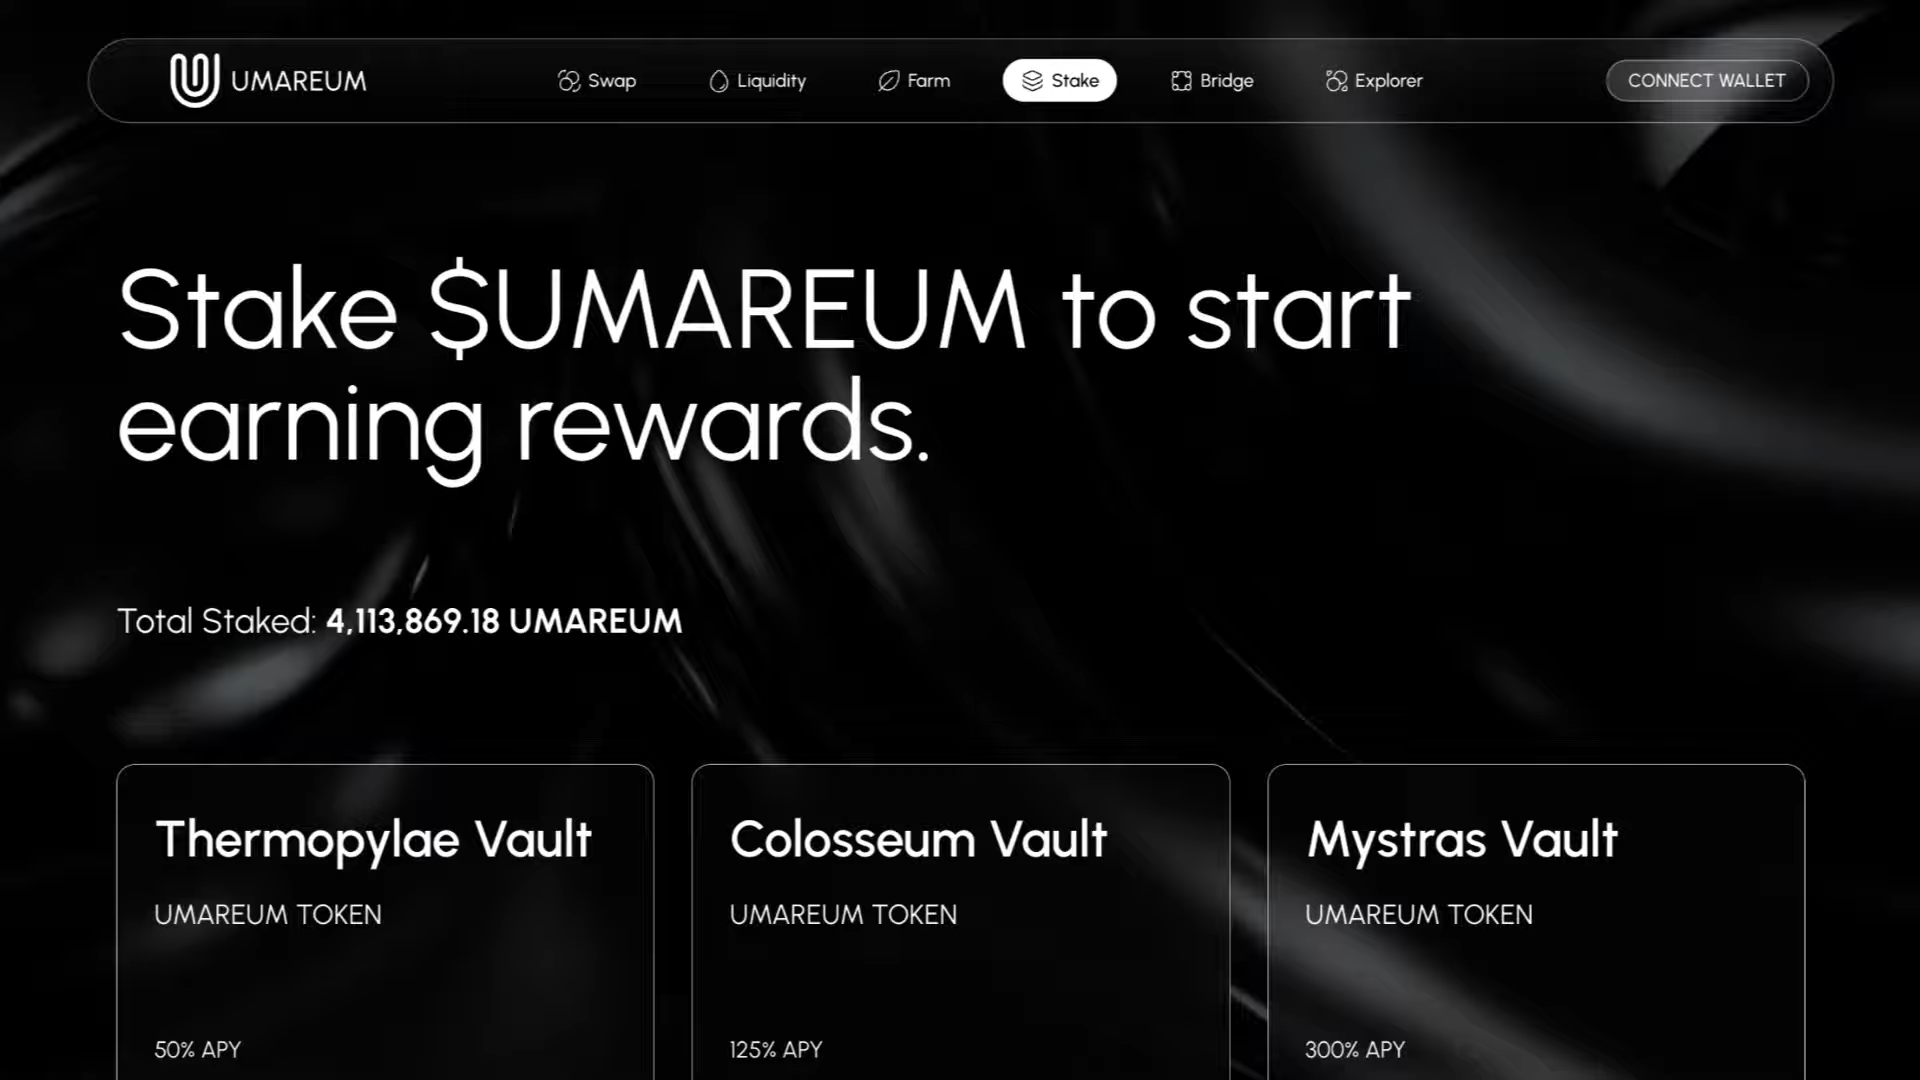 UMAREUM
Swap
Liquidity
Farm
Stake
Bridge
Explorer
CONNECT WALLET
Stake $UMAREUM to start
earning rewards.
Total Staked: 4,113,869.18 UMAREUM
Thermopylae Vault
UMAREUM TOKEN
50% APY
Colosseum Vault
UMAREUM TOKEN
125% APY
Mystras Vault
UMAREUM TOKEN
300% APY